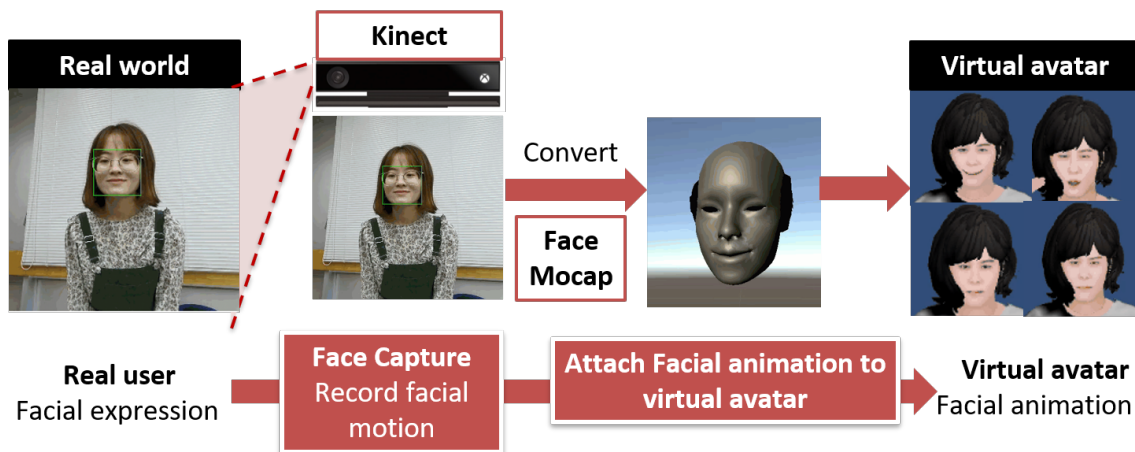 Kinect
Real world
Virtual avatar
Convert
Face
Mocap
Real user
Facial expression
Face Capture
Record facial
motion
Attach Facial animation to
virtual avatar
Virtual avatar
Facial animation